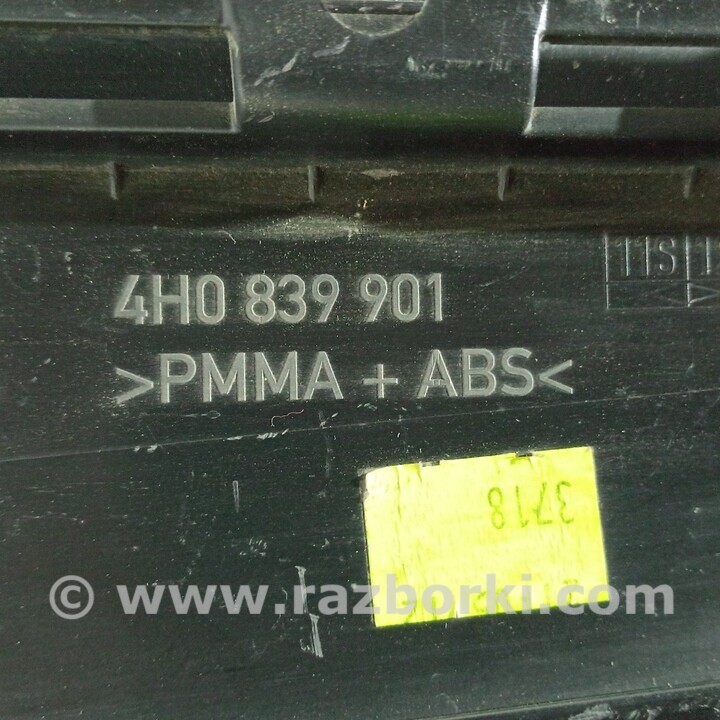 4H0 839 901
>PMMA + ABS<
3718
© www.razborki.com